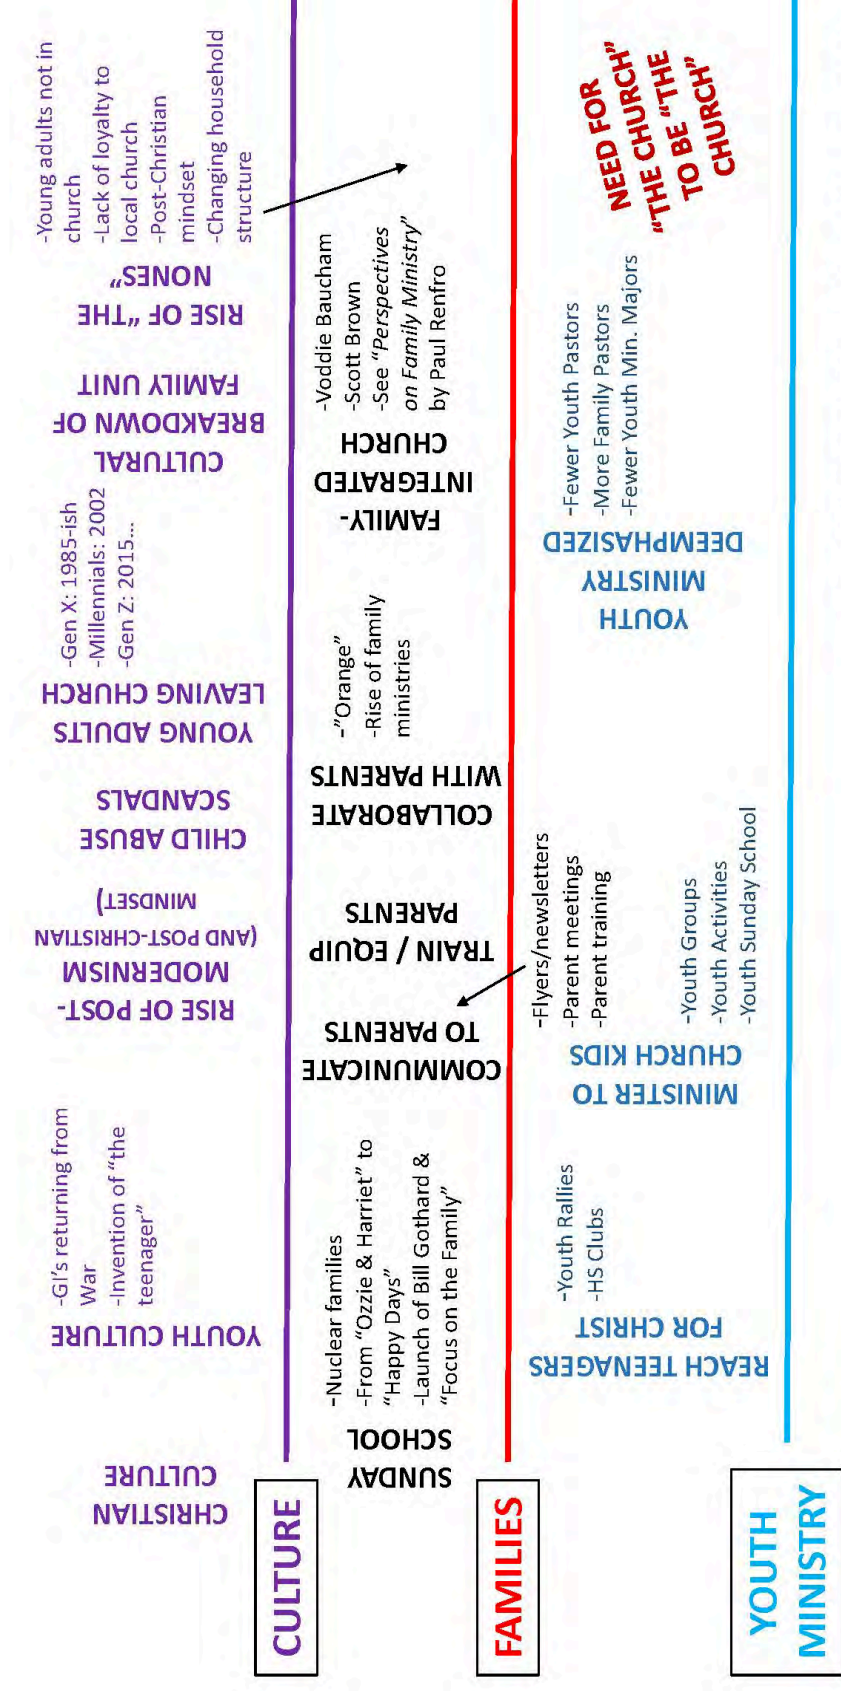 CULTURE
CHRISTIAN
CULTURE
YOUTH CULTURE
-GI's returning from
War
-Invention of “the
teenager”
RISE OF POST-
MODERNISM
(AND POST-CHRISTIAN
MINDSET)
CHILD ABUSE
SCANDALS
YOUNG ADULTS
LEAVING CHURCH
-Gen X: 1985-ish
-Millennials: 2002
-Gen Z: 2015...
CULTURAL
BREAKDOWN OF
FAMILY UNIT
RISE OF “THE
NONES”
-Young adults not in
church
-Lack of loyalty to
local church
-Post-Christian
mindset
-Changing household
structure
FAMILIES
SUNDAY
SCHOOL
-Nuclear families
-From “Ozzie & Harriet” to
“Happy Days”
-Launch of Bill Gothard &
“Focus on the Family”
COMMUNICATE
TO PARENTS
TRAIN / EQUIP
PARENTS
COLLABORATE
WITH PARENTS
-”Orange”
-Rise of family
ministries
FAMILY-
INTEGRATED
CHURCH
-Voddie Baucham
-Scott Brown
-See “Perspectives
on Family Ministry”
by Paul Renfro
YOUTH
MINISTRY
REACH TEENAGERS
FOR CHRIST
-Youth Rallies
-HS Clubs
MINISTER TO
CHURCH KIDS
-Flyers/newsletters
-Parent meetings
-Parent training
-Youth Groups
-Youth Activities
-Youth Sunday School
YOUTH
MINISTRY
DEEMPHASIZED
-Fewer Youth Pastors
-More Family Pastors
-Fewer Youth Min. Majors
NEED FOR
“THE CHURCH”
TO BE “THE
CHURCH”